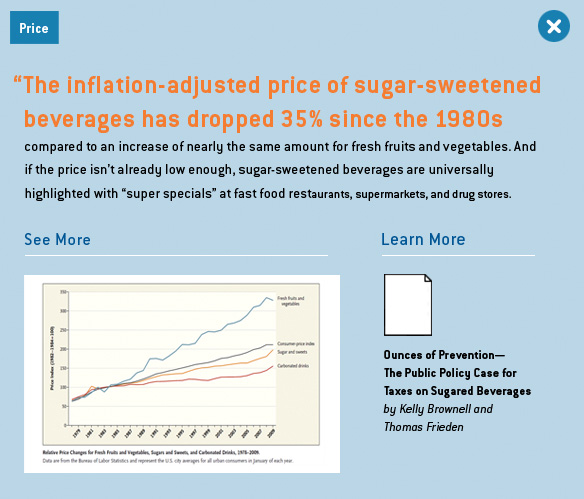 Price
“The inflation-adjusted price of sugar-sweetened
beverages has dropped 35% since the 1980s
compared to an increase of nearly the same amount for fresh fruits and vegetables. And
if the price isn’t already low enough, sugar-sweetened beverages are universally
highlighted with “super specials” at fast food restaurants, supermarkets, and drug stores.
See More
Learn More
Price Index (1982–1984=100)
350
300
250
200
150
100
50
0
Fresh fruits and
vegetables
Consumer price index
Sugar and sweets
Carbonated drinks
1979 1981 1983 1985 1987 1989 1991 1993 1995 1997 1999 2001 2003 2005 2007 2009
Relative Price Changes for Fresh Fruits and Vegetables, Sugars and Sweets, and Carbonated Drinks, 1978–2009.
Data are from the Bureau of Labor Statistics and represent the U.S. city averages for all urban consumers in January of each year.
Ounces of Prevention—
The Public Policy Case for
Taxes on Sugared Beverages
by Kelly Brownell and
Thomas Frieden